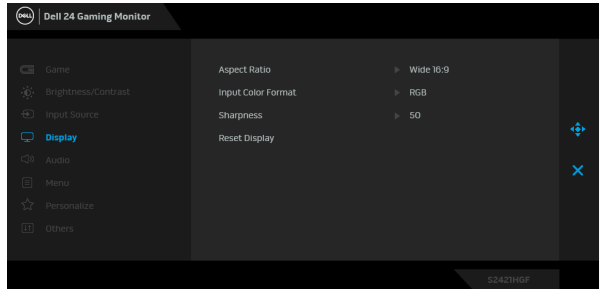 DELL
Dell 24 Gaming Monitor
Game
Brightness/Contrast
Input Source
Display
Audio
Menu
Personalize
Others
Aspect Ratio Wide 16:9
Input Color Format RGB
Sharpness 50
Reset Display
S2421HGF